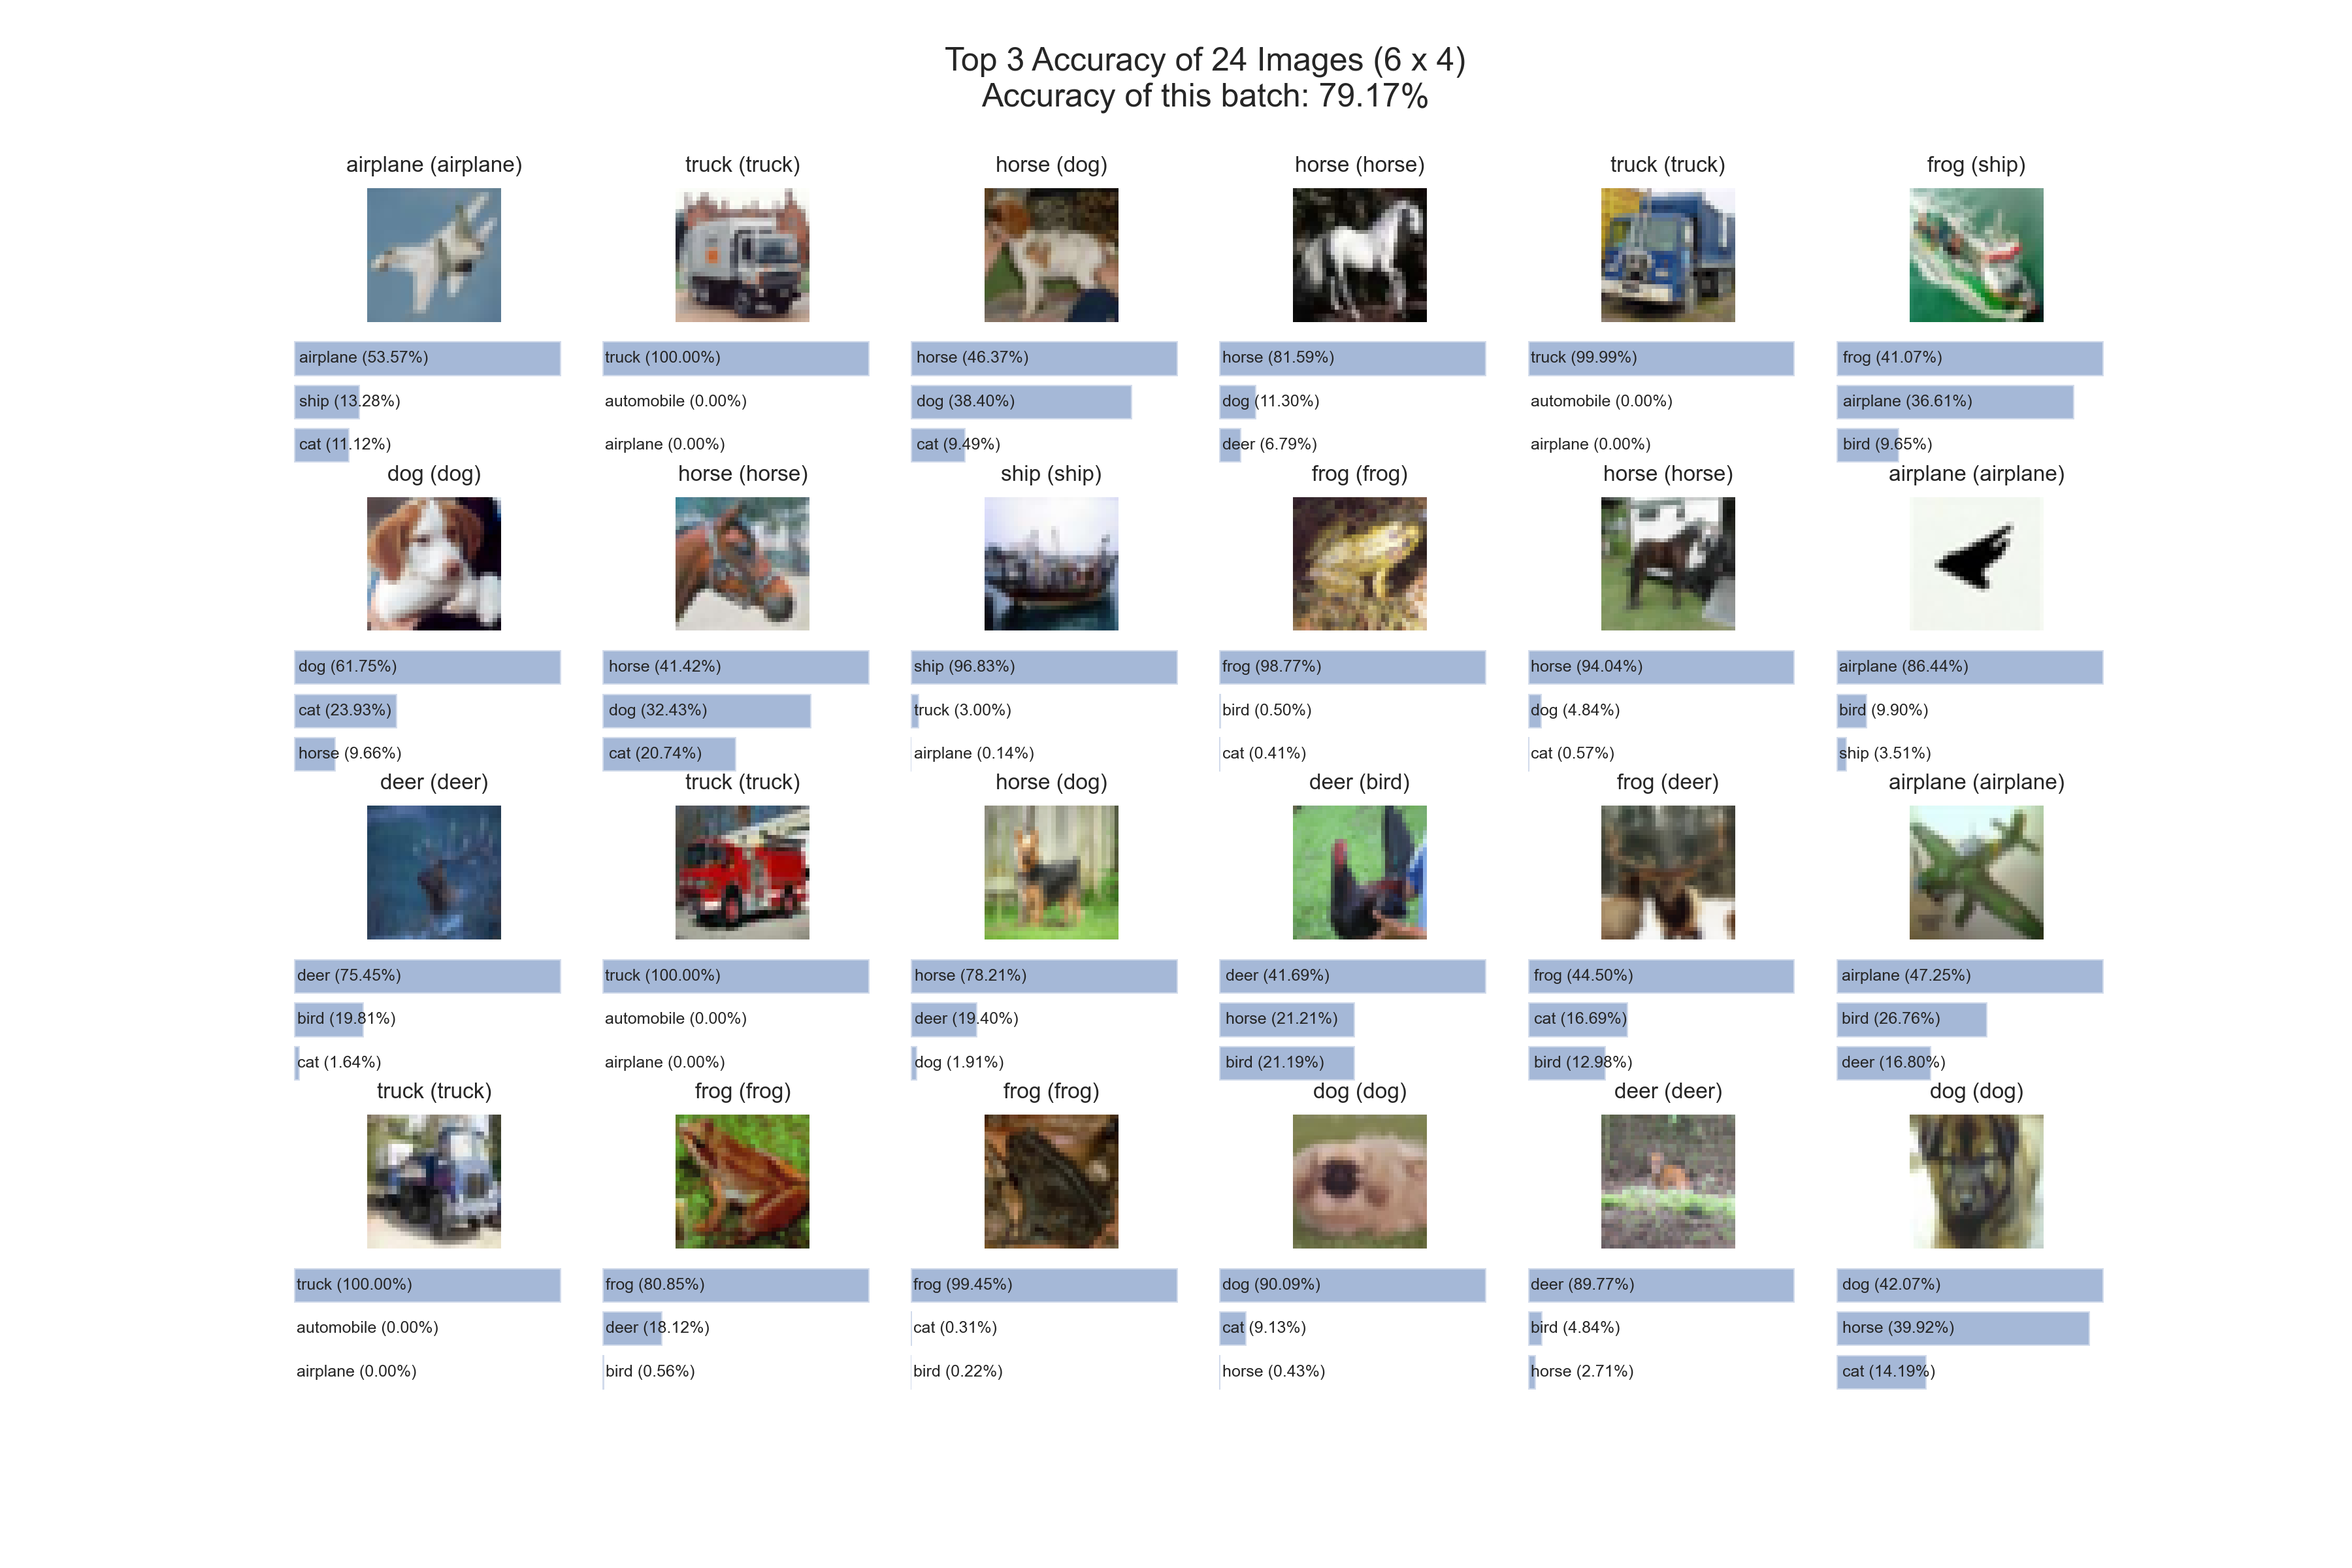 Top 3 Accuracy of 24 Images (6 x 4)
Accuracy of this batch: 79.17%
airplane (airplane)
airplane (53.57%)
ship (13.28%)
cat (11.12%)
truck (truck)
truck (100.00%)
automobile (0.00%)
airplane (0.00%)
horse (dog)
horse (46.37%)
dog (38.40%)
cat (9.49%)
horse (horse)
horse (81.59%)
dog (11.30%)
deer (6.79%)
truck (truck)
truck (99.99%)
automobile (0.00%)
airplane (0.00%)
frog (ship)
frog (41.07%)
airplane (36.61%)
bird (9.65%)
dog (dog)
dog (61.75%)
cat (23.93%)
horse (9.66%)
horse (horse)
horse (41.42%)
dog (32.43%)
cat (20.74%)
ship (ship)
ship (96.83%)
truck (3.00%)
airplane (0.14%)
frog (frog)
frog (98.77%)
bird (0.50%)
cat (0.41%)
horse (horse)
horse (94.04%)
dog (4.84%)
cat (0.57%)
airplane (airplane)
airplane (86.44%)
bird (9.90%)
ship (3.51%)
deer (deer)
deer (75.45%)
bird (19.81%)
cat (1.64%)
truck (truck)
truck (100.00%)
automobile (0.00%)
airplane (0.00%)
horse (dog)
horse (78.21%)
deer (19.40%)
dog (1.91%)
deer (bird)
deer (41.69%)
horse (21.21%)
bird (21.19%)
frog (deer)
frog (44.50%)
cat (16.69%)
bird (12.98%)
airplane (airplane)
airplane (47.25%)
bird (26.76%)
deer (16.80%)
truck (truck)
truck (100.00%)
automobile (0.00%)
airplane (0.00%)
frog (frog)
frog (80.85%)
deer (18.12%)
bird (0.56%)
frog (frog)
frog (99.45%)
cat (0.31%)
bird (0.22%)
dog (dog)
dog (90.09%)
cat (9.13%)
horse (0.43%)
deer (deer)
deer (89.77%)
bird (4.84%)
horse (2.71%)
dog (dog)
dog (42.07%)
horse (39.92%)
cat (14.19%)